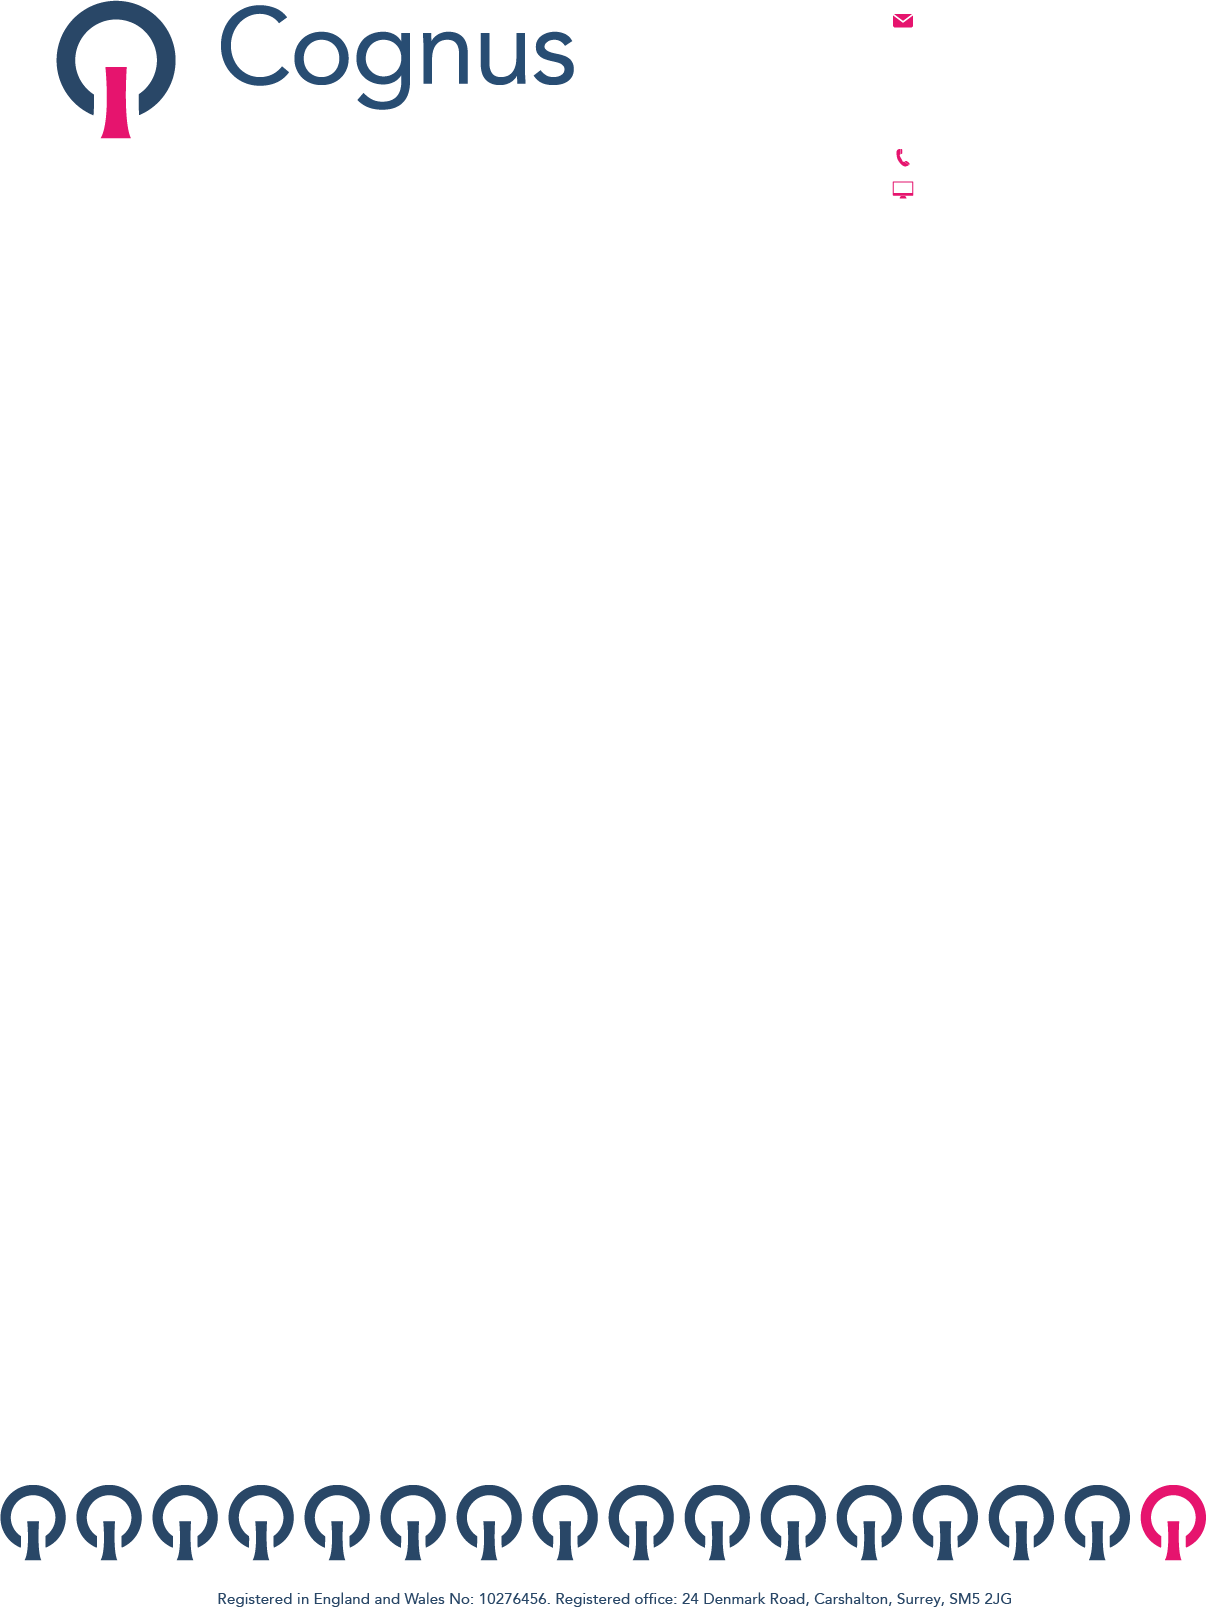 Cognus
Registered in England and Wales No: 10276456. Registered office: 24 Denmark Road, Carshalton, Surrey, SM5 2JG